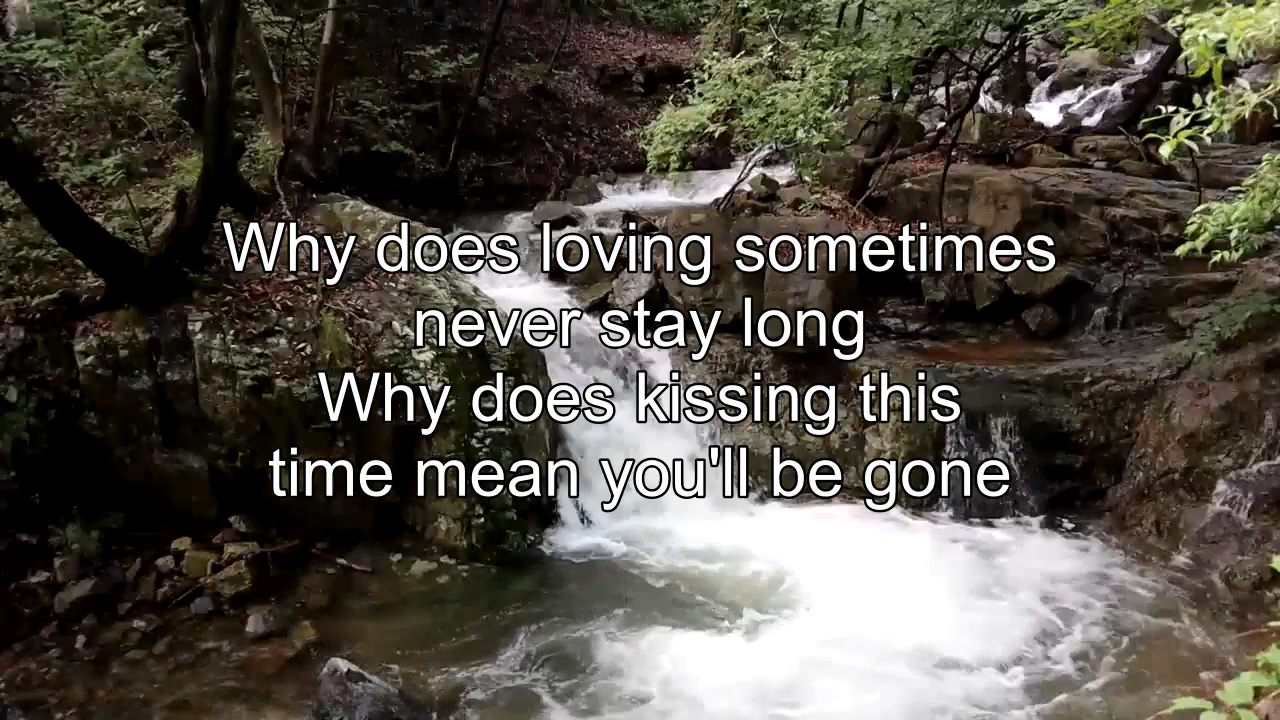 Why does loving sometimes
never stay long
Why does kissing this
time mean you'll be gone